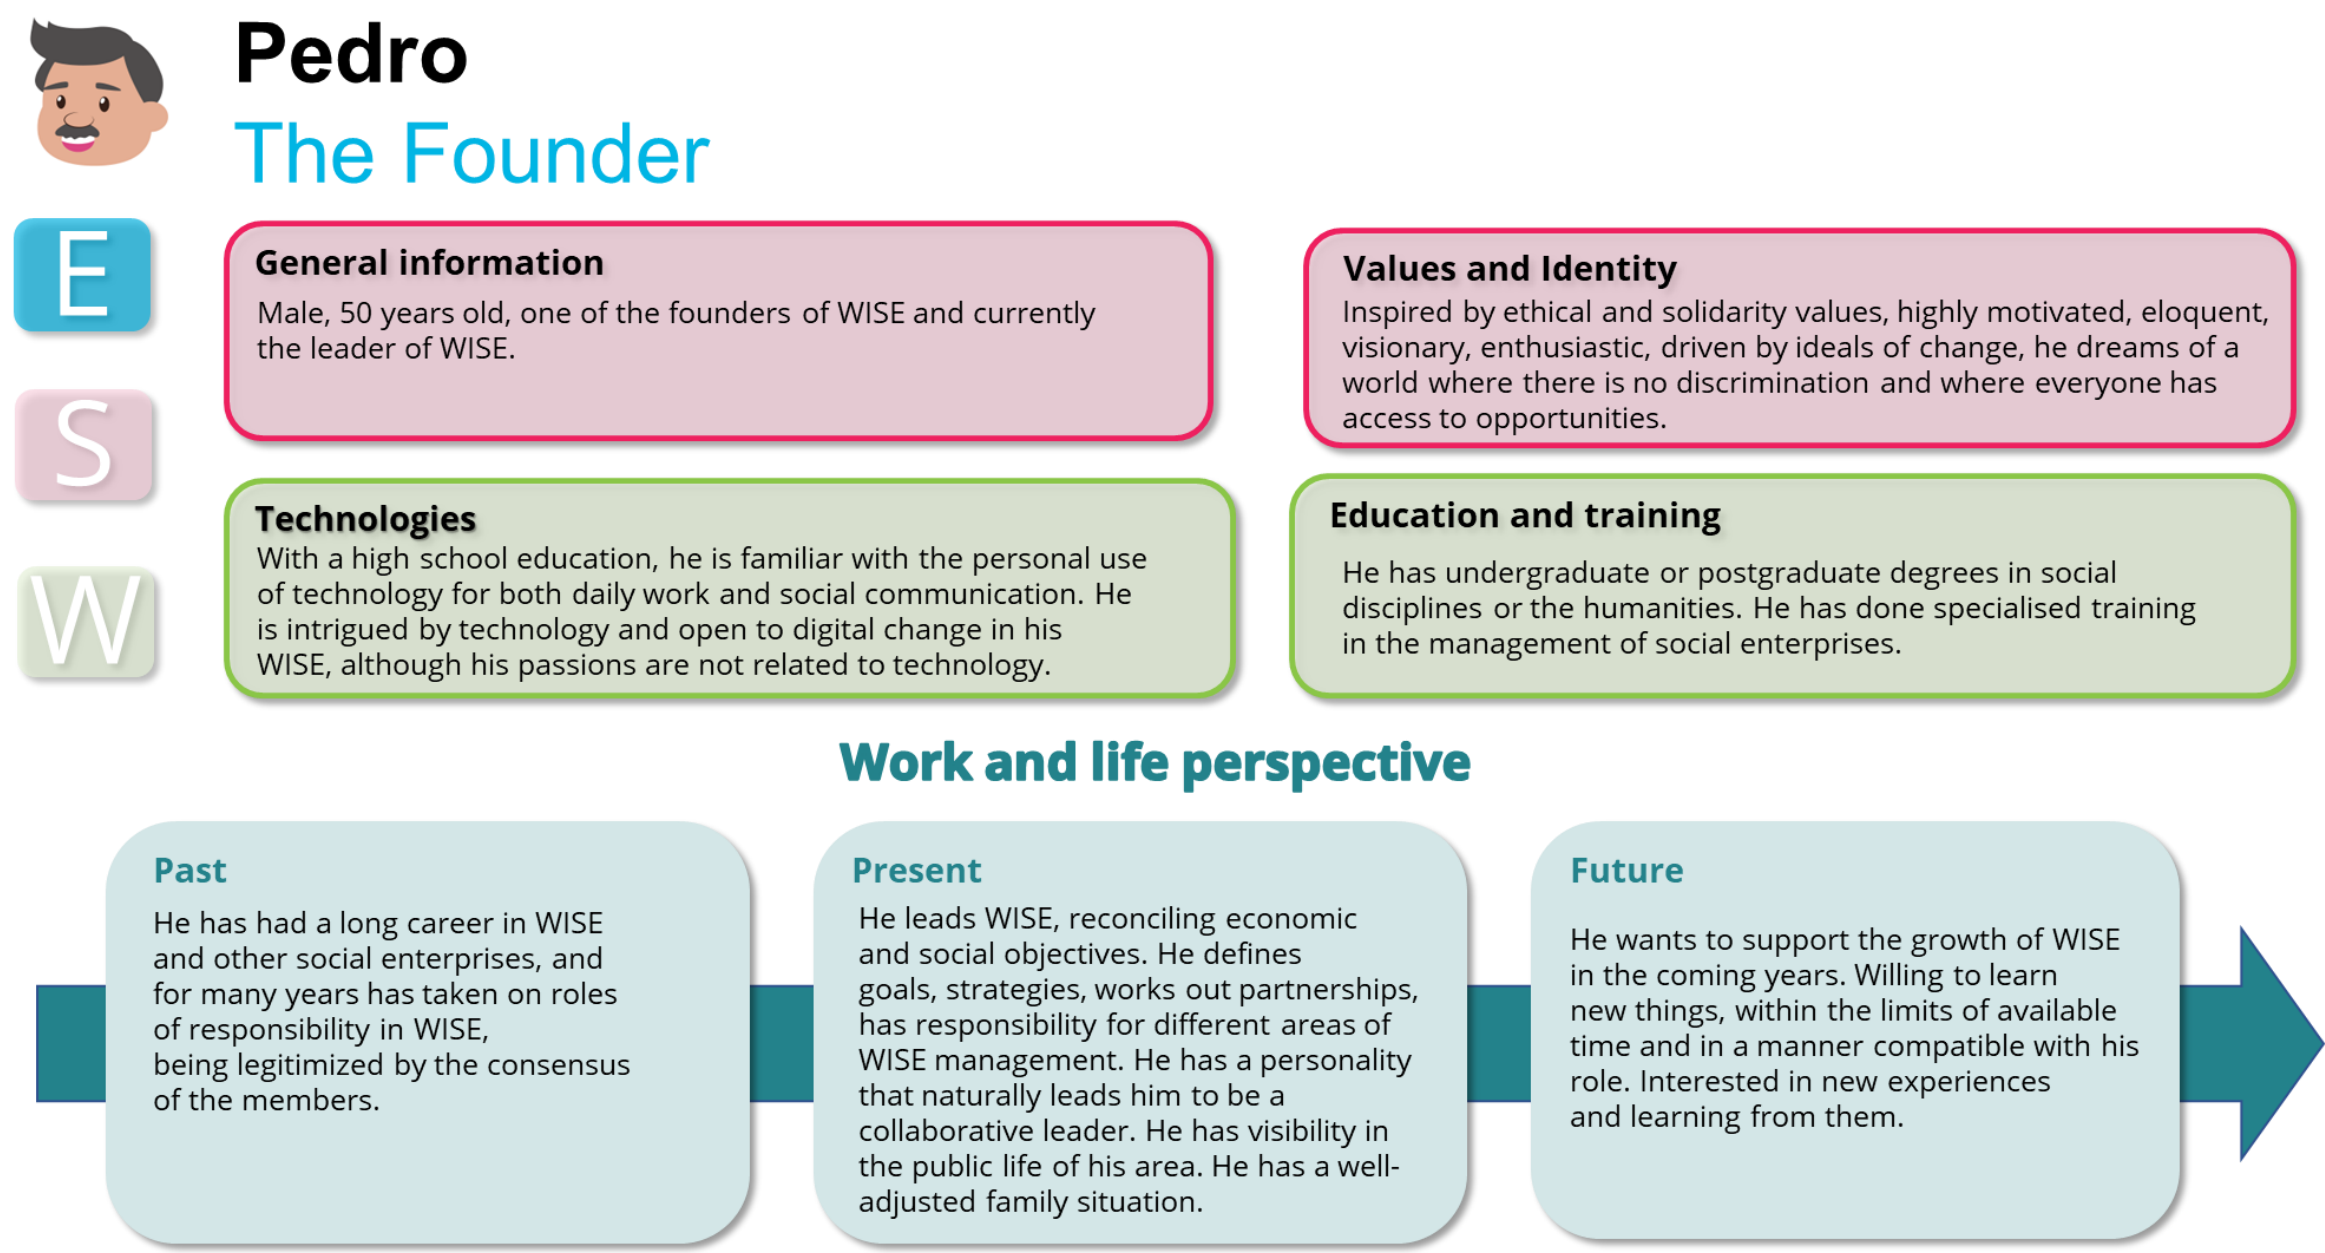 Pedro
The Founder
E
S
W
General information
Male, 50 years old, one of the founders of WISE and currently
the leader of WISE.
Values and Identity
Inspired by ethical and solidarity values, highly motivated, eloquent,
visionary, enthusiastic, driven by ideals of change, he dreams of a
world where there is no discrimination and where everyone has
access to opportunities.
Technologies
With a high school education, he is familiar with the personal use
of technology for both daily work and social communication. He
is intrigued by technology and open to digital change in his
WISE, although his passions are not related to technology.
Education and training
He has undergraduate or postgraduate degrees in social
disciplines or the humanities. He has done specialised training
in the management of social enterprises.
Work and life perspective
Past
He has had a long career in WISE
and other social enterprises, and
for many years has taken on roles
of responsibility in WISE,
being legitimized by the consensus
of the members.
Present
He leads WISE, reconciling economic
and social objectives. He defines
goals, strategies, works out partnerships,
has responsibility for different areas of
WISE management. He has a personality
that naturally leads him to be a
collaborative leader. He has visibility in
the public life of his area. He has a well-
adjusted family situation.
Future
He wants to support the growth of WISE
in the coming years. Willing to learn
new things, within the limits of available
time and in a manner compatible with his
role. Interested in new experiences
and learning from them.